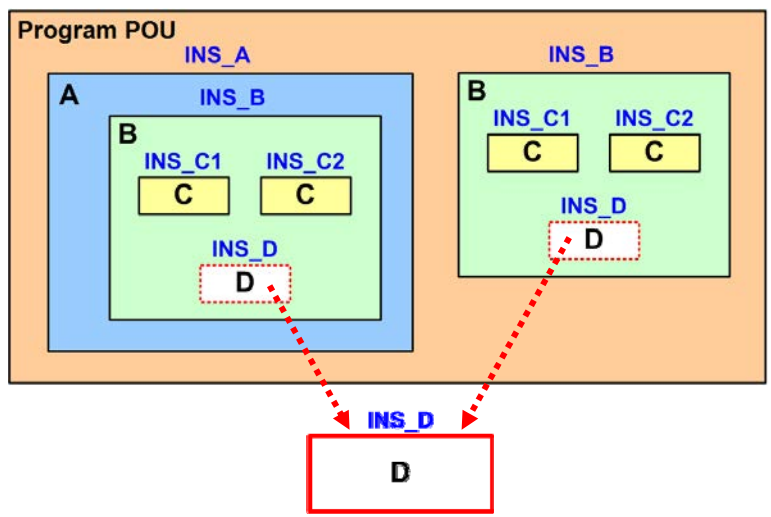 Program POU
INS_A
INS_B
A
INS_B
B
INS_C1
INS_C2
C
C
INS_D
D
B
INS_C1
INS_C2
C
C
INS_D
D
INS_D
D